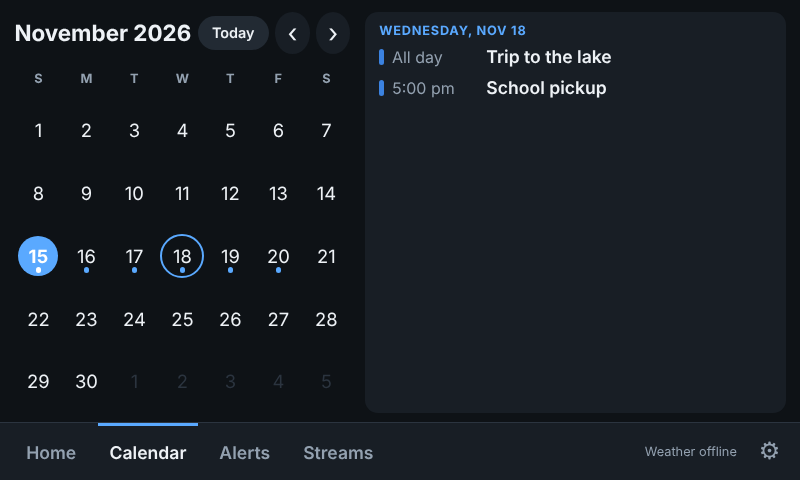 November 2026 Today ‹ ›
S M T W T F S
1 2 3 4 5 6 7
8 9 10 11 12 13 14
15 16 17 18 19 20 21
22 23 24 25 26 27 28
29 30 1 2 3 4 5
WEDNESDAY, NOV 18
All day Trip to the lake
5:00 pm School pickup
Home Calendar Alerts Streams Weather offline